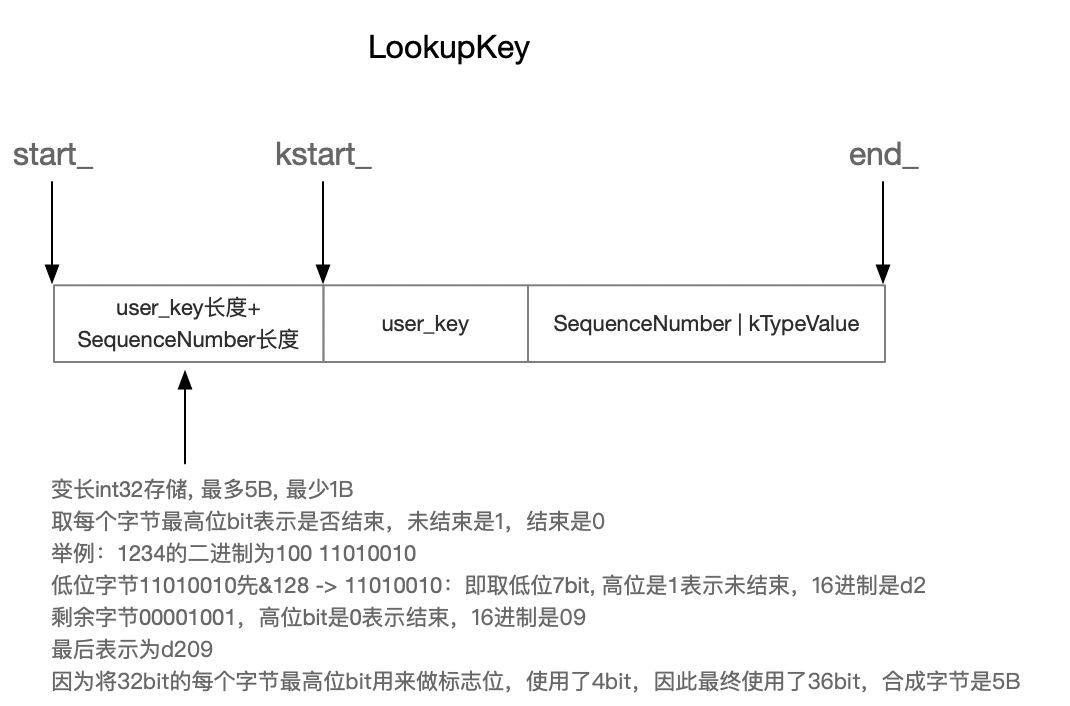 LookupKey
start_
kstart_
end_
user_key长度+
SequenceNumber长度
user_key
SequenceNumber | kTypeValue
变长int32存储, 最多5B, 最少1B
取每个字节最高位bit表示是否结束，未结束是1，结束是0
举例：1234的二进制为100 11010010
低位字节11010010先&128 -> 11010010：即取低位7bit, 高位是1表示未结束，16进制是d2
剩余字节00001001，高位bit是0表示结束，16进制是09
最后表示为d209
因为将32bit的每个字节最高位bit用来做标志位，使用了4bit，因此最终使用了36bit，合成字节是5B